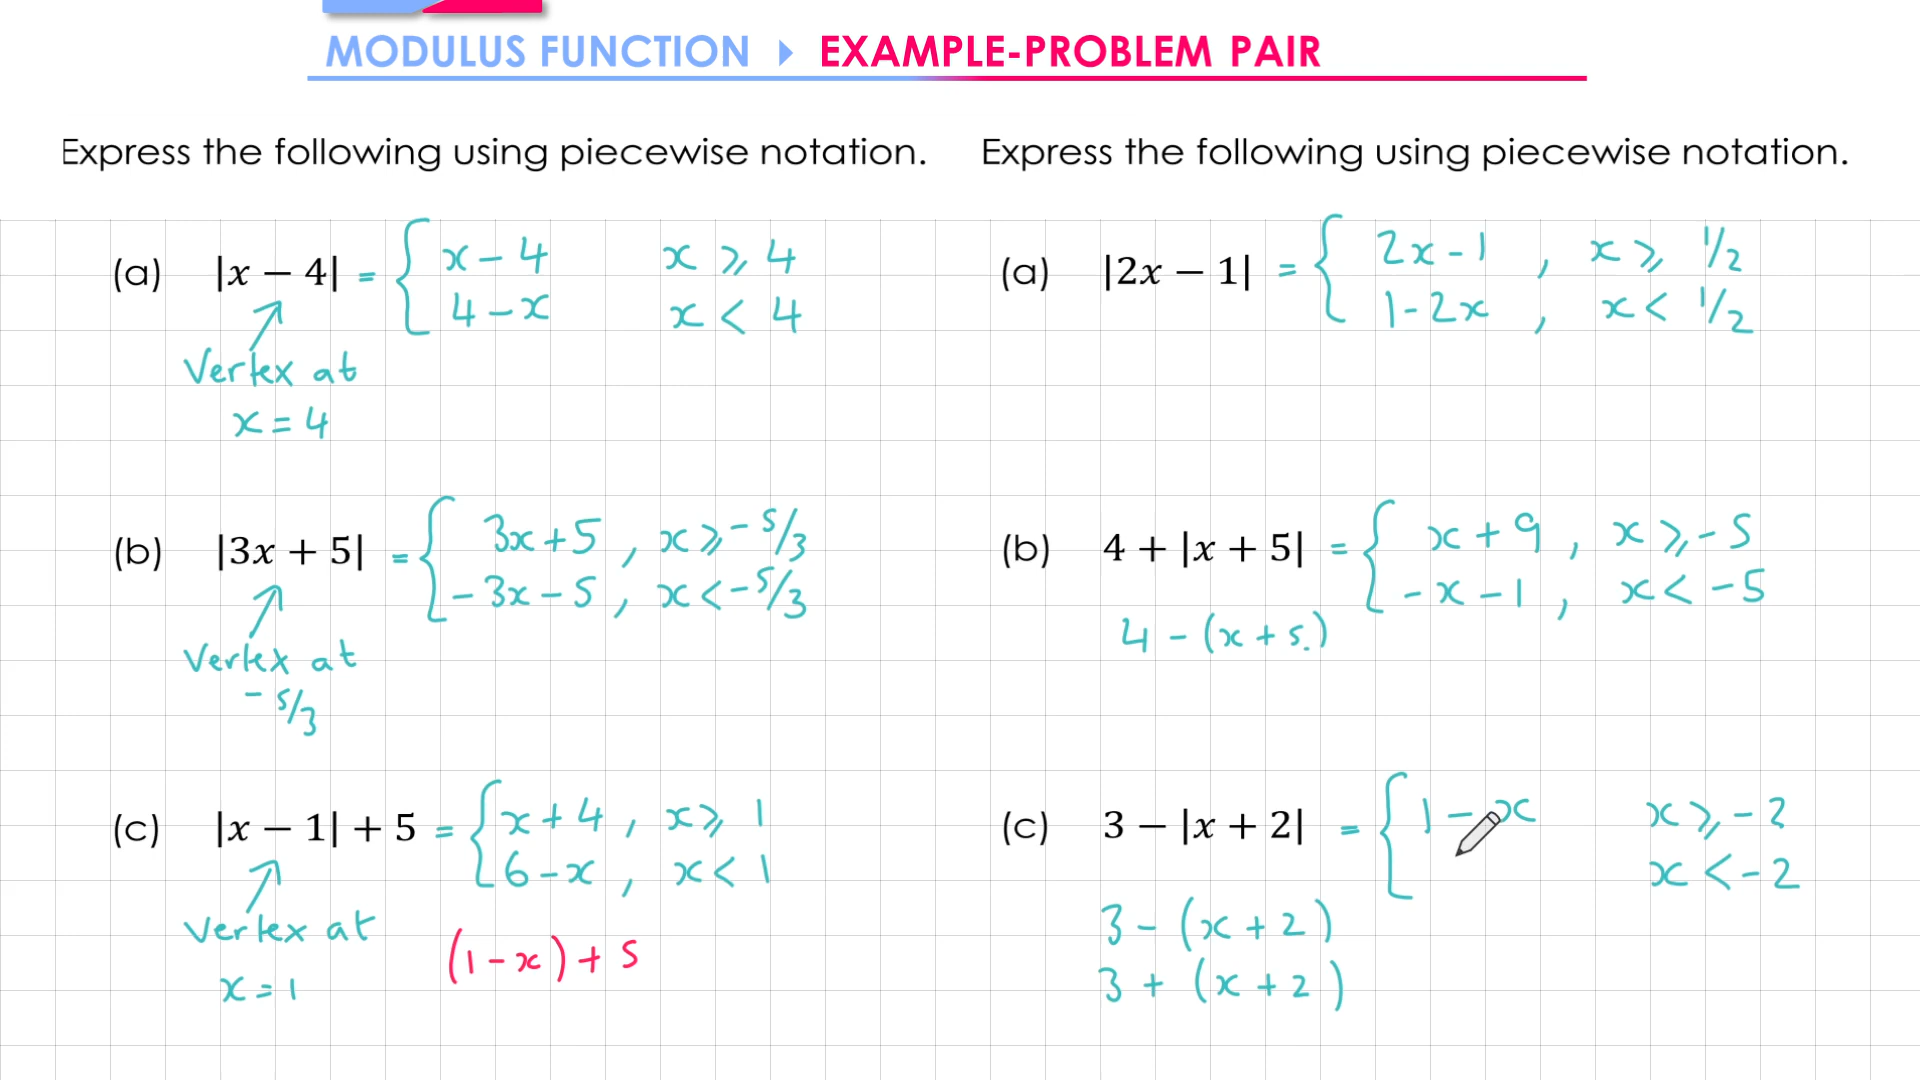 MODULUS FUNCTION ▸ EXAMPLE-PROBLEM PAIR
Express the following using piecewise notation.
(a) |x − 4| = { x − 4 x ⩾ 4
4 − x x < 4
Vertex at
x = 4
(b) |3x + 5| = { 3x + 5 , x ⩾ − 5/3
− 3x − 5 , x < − 5/3
Vertex at
− 5/3
(c) |x − 1| + 5 = { x + 4 , x ⩾ 1
6 − x , x < 1
Vertex at
x = 1
(1 − x) + 5
Express the following using piecewise notation.
(a) |2x − 1| = { 2x − 1 , x ⩾ 1/2
1 − 2x , x < 1/2
(b) 4 + |x + 5| = { x + 9 , x ⩾ − 5
− x − 1 , x < − 5
4 − (x + 5.)
(c) 3 − |x + 2| = { 1 − x x ⩾ − 2
x < − 2
3 − (x + 2)
3 + (x + 2)